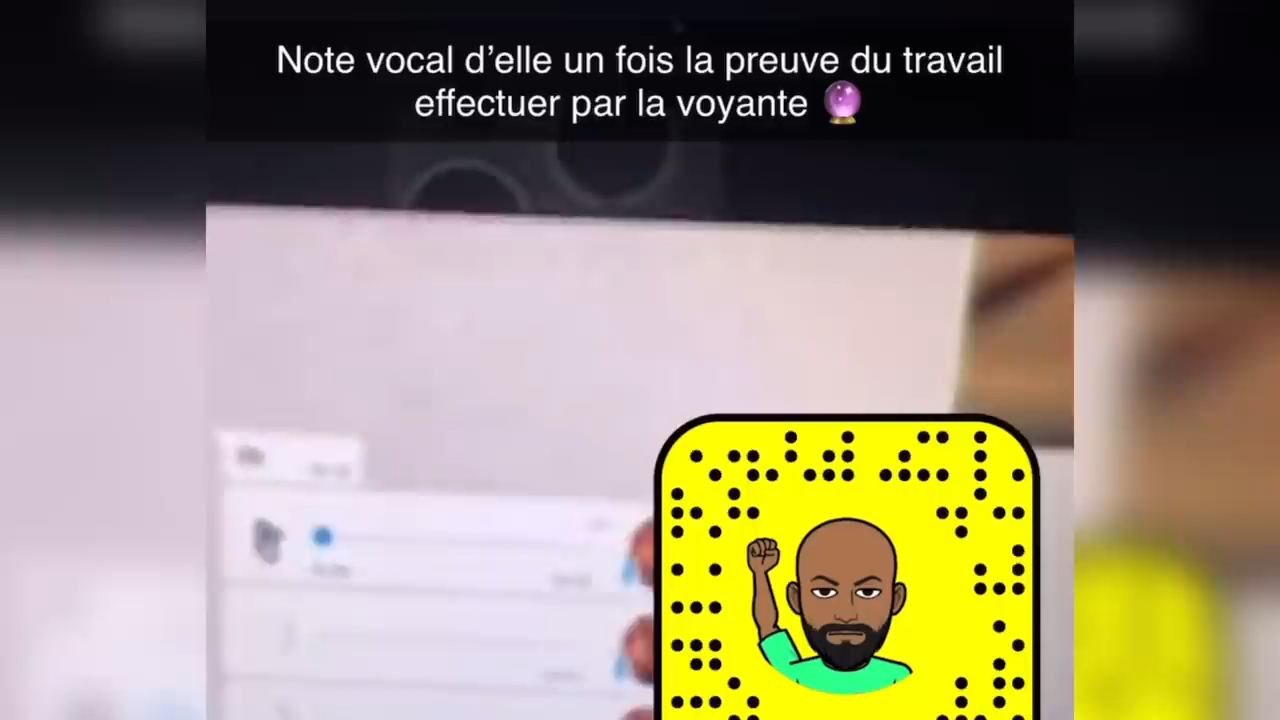 Note vocal d’elle un fois la preuve du travail
effectuer par la voyante 🔮